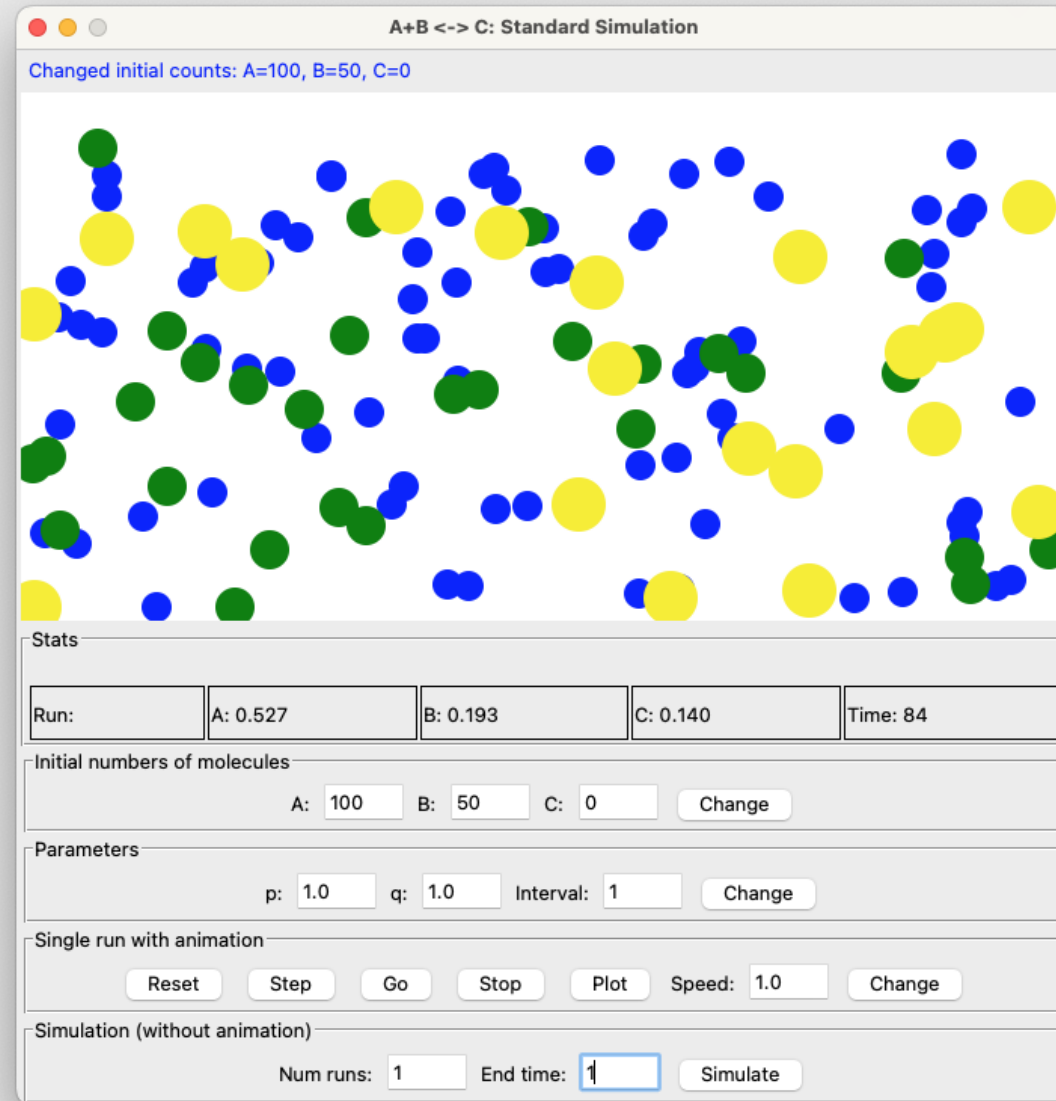 A+B <-> C: Standard Simulation
Changed initial counts: A=100, B=50, C=0
Stats
Run: A: 0.527 B: 0.193 C: 0.140 Time: 84
Initial numbers of molecules
A: 100 B: 50 C: 0 Change
Parameters
p: 1.0 q: 1.0 Interval: 1 Change
Single run with animation
Reset Step Go Stop Plot Speed: 1.0 Change
Simulation (without animation)
Num runs: 1 End time: 1 Simulate